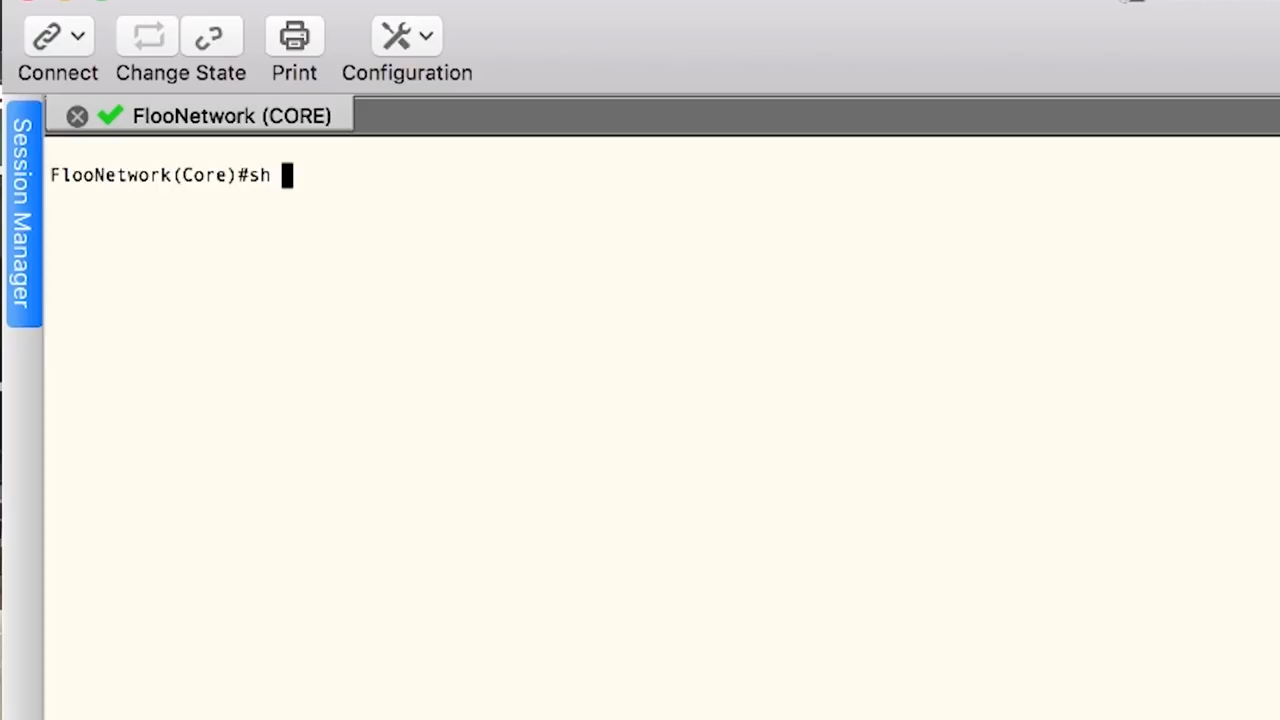 Connect
Change State
Print
Configuration
FlooNetwork (CORE)
Session Manager
FlooNetwork(Core)#sh